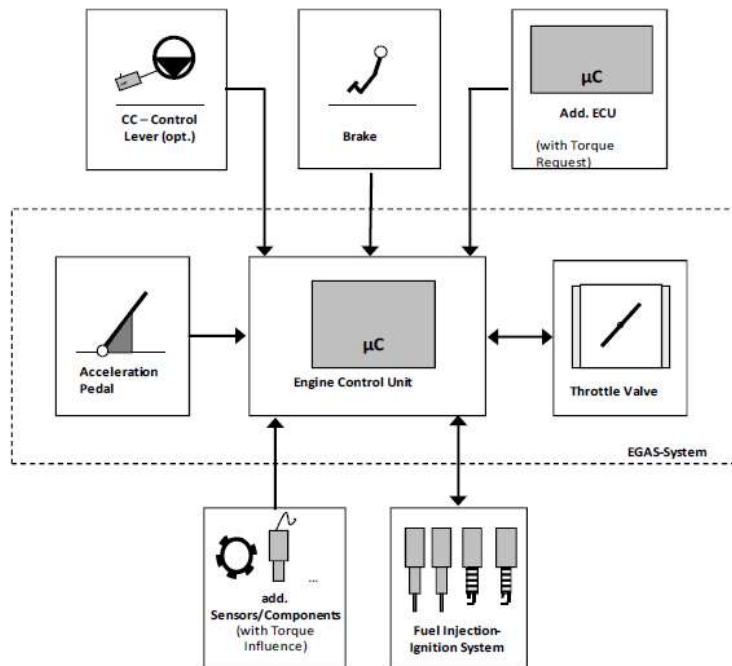 CC – Control
Lever (opt.)
Brake
µC
Add. ECU
(with Torque
Request)
Acceleration
Pedal
µC
Engine Control Unit
Throttle Valve
EGAS-System
...
add.
Sensors/Components
(with Torque
Influence)
Fuel Injection-
Ignition System